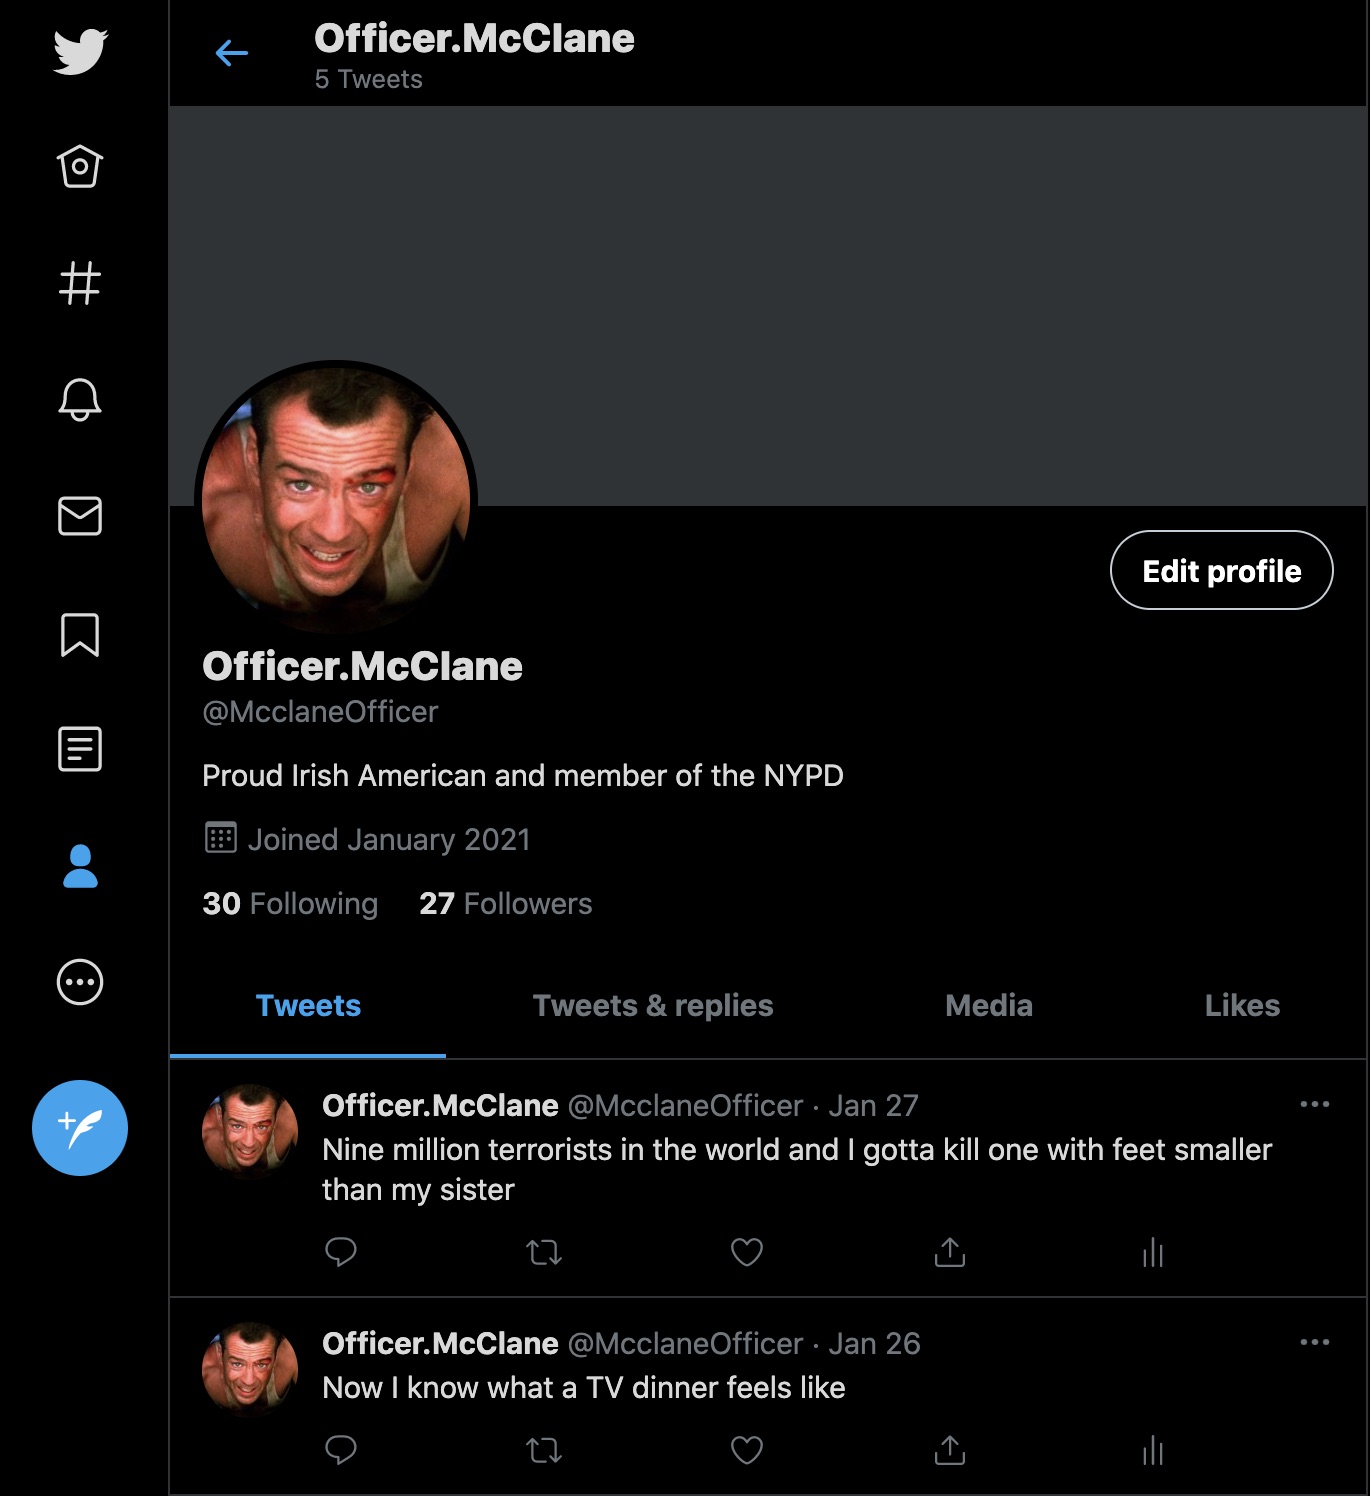 Officer.McClane
5 Tweets
Edit profile
Officer.McClane
@McclaneOfficer
Proud Irish American and member of the NYPD
Joined January 2021
30 Following 27 Followers
Tweets Tweets & replies Media Likes
Officer.McClane @McclaneOfficer · Jan 27
Nine million terrorists in the world and I gotta kill one with feet smaller
than my sister
Officer.McClane @McclaneOfficer · Jan 26
Now I know what a TV dinner feels like